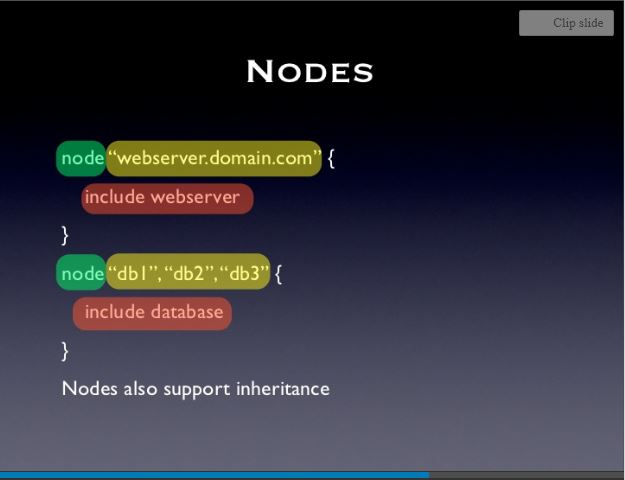 Clip slide
NODES
node “webserver.domain.com” {
include webserver
}
node “db1”, “db2”, “db3” {
include database
}
Nodes also support inheritance